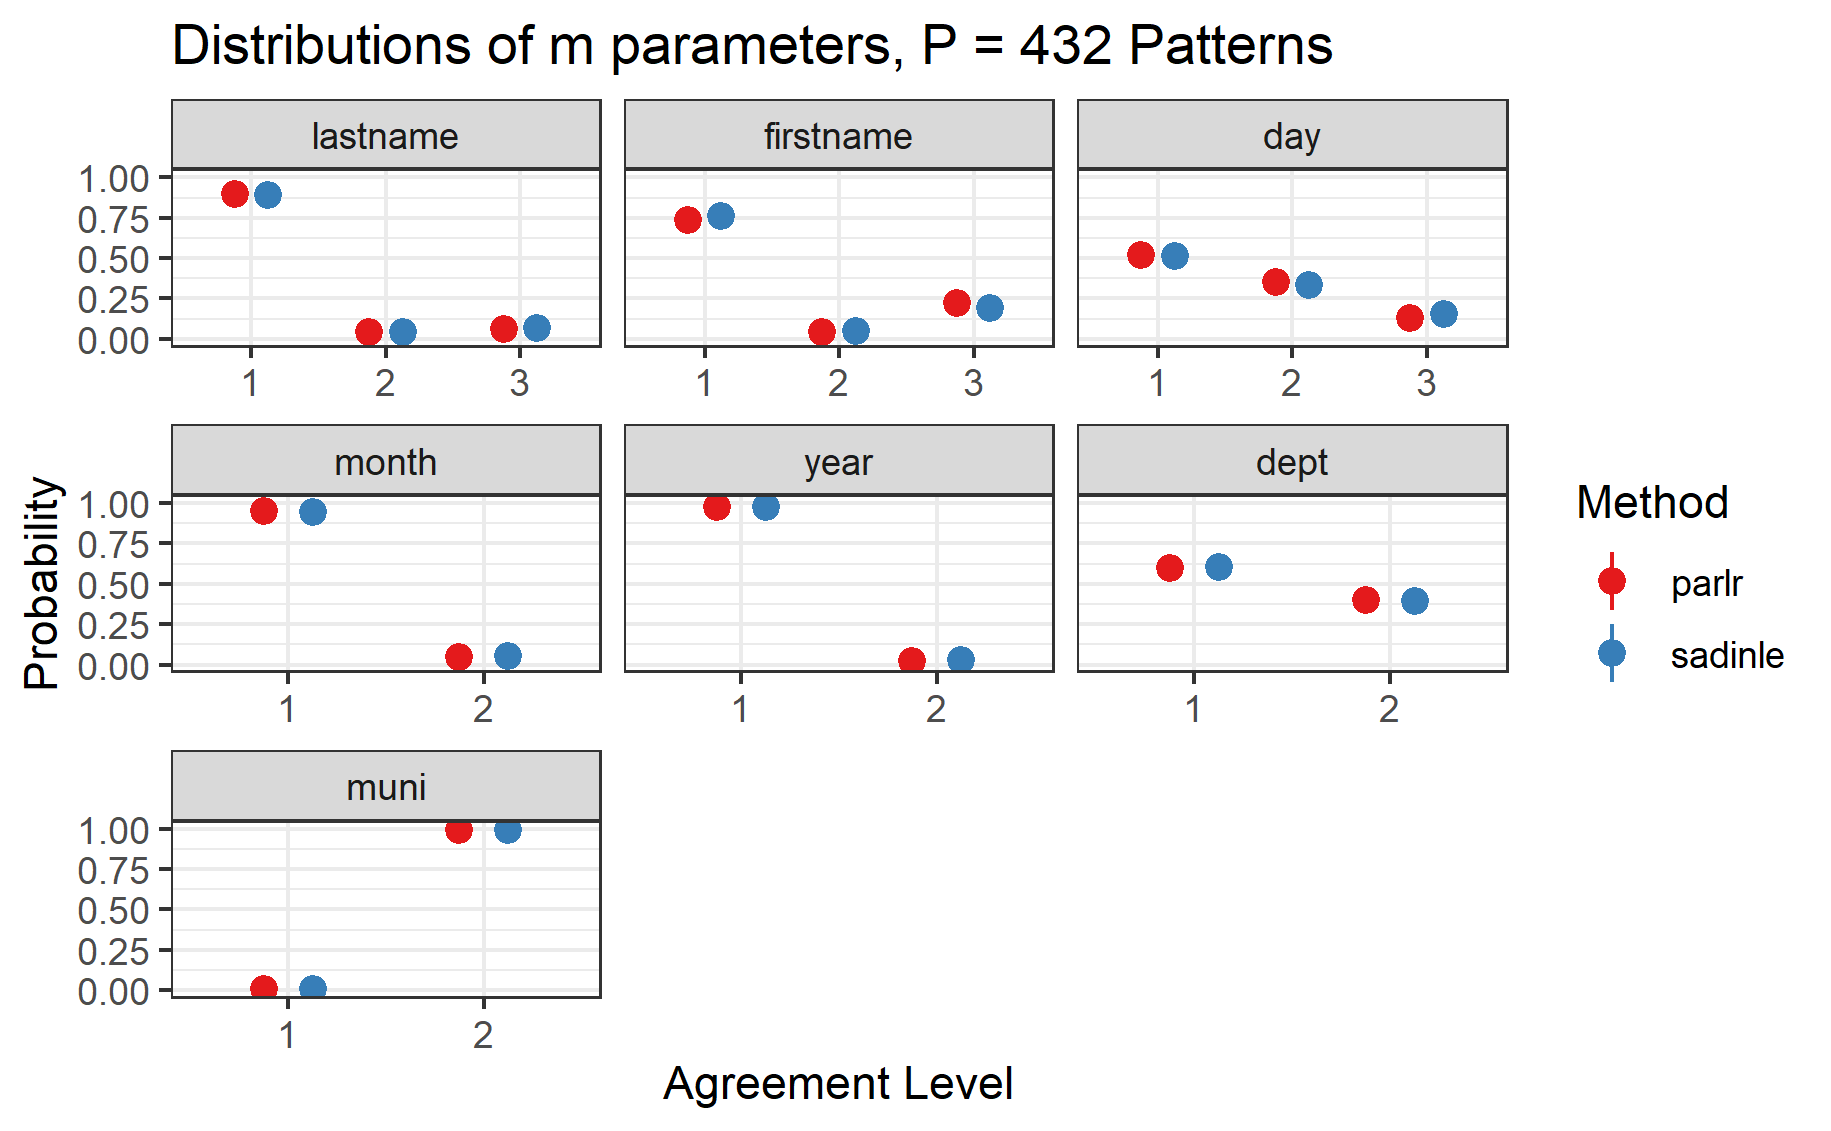 Distributions of m parameters, P = 432 Patterns
lastname
firstname
day
1.00
0.75
0.50
0.25
0.00
1 2 3
1 2 3
1 2 3
month
year
dept
1.00
0.75
0.50
0.25
0.00
1 2
1 2
1 2
muni
1.00
0.75
0.50
0.25
0.00
1 2
Probability
Agreement Level
Method
parlr
sadinle